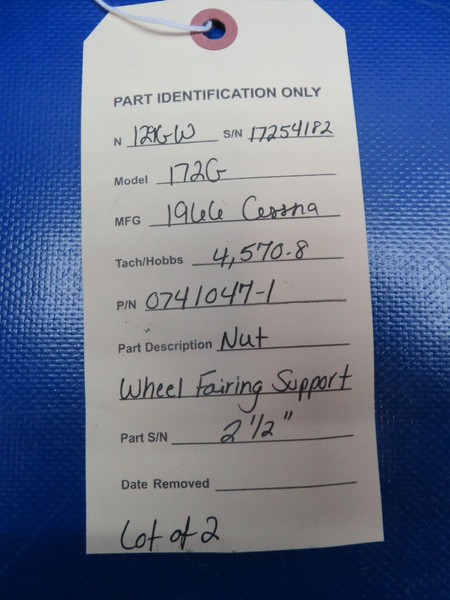 PART IDENTIFICATION ONLY
N 129GW S/N 17254182
Model 172G
MFG 1966 Cessna
Tach/Hobbs 4,570.8
P/N 0741047-1
Part Description Nut
Wheel Fairing Support
Part S/N 2 1/2"
Date Removed
Lot of 2